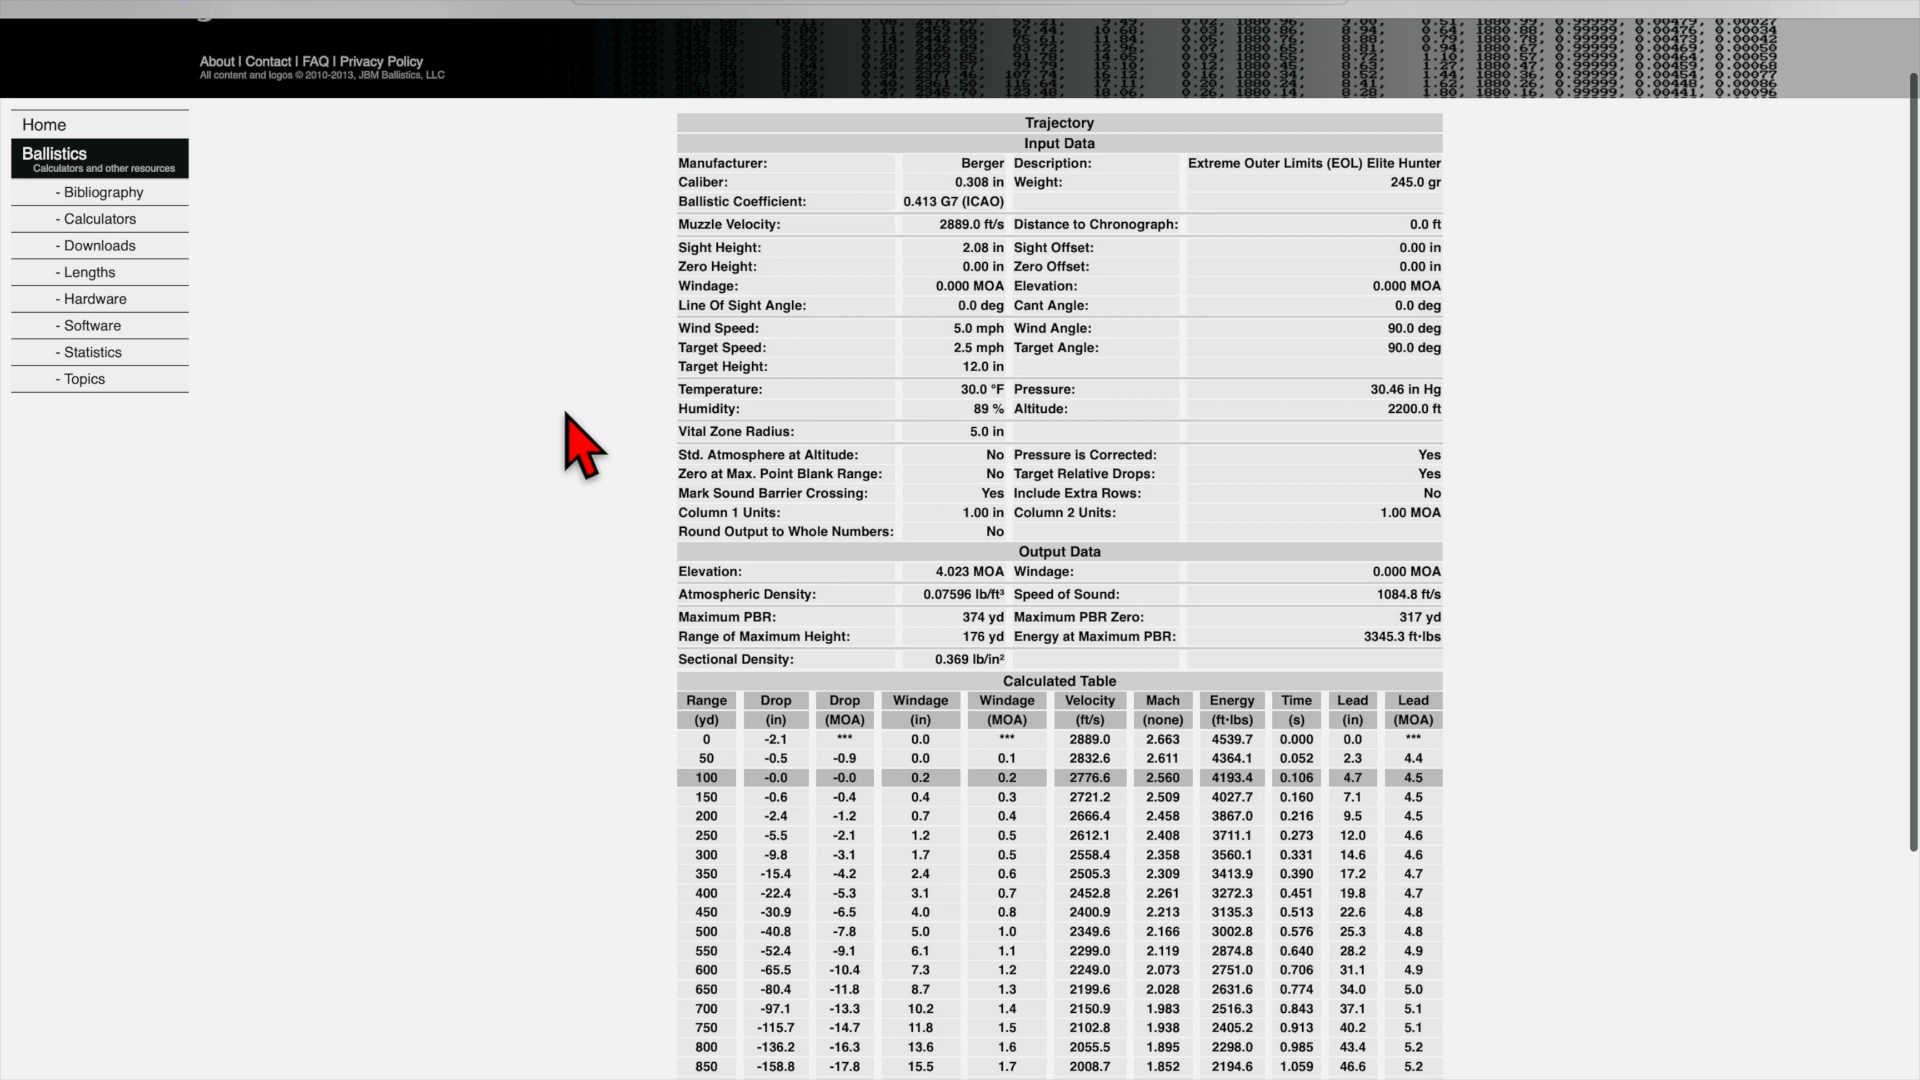 About | Contact | FAQ | Privacy Policy
All content and logos © 2010-2013, JBM Ballistics, LLC
Home
Ballistics
Calculators and other resources
- Bibliography
- Calculators
- Downloads
- Lengths
- Hardware
- Software
- Statistics
- Topics
Trajectory
Input Data
Manufacturer: Berger Description: Extreme Outer Limits (EOL) Elite Hunter
Caliber: 0.308 in Weight: 245.0 gr
Ballistic Coefficient: 0.413 G7 (ICAO)
Muzzle Velocity: 2889.0 ft/s Distance to Chronograph: 0.0 ft
Sight Height: 2.08 in Sight Offset: 0.00 in
Zero Height: 0.00 in Zero Offset: 0.00 in
Windage: 0.000 MOA Elevation: 0.000 MOA
Line Of Sight Angle: 0.0 deg Cant Angle: 0.0 deg
Wind Speed: 5.0 mph Wind Angle: 90.0 deg
Target Speed: 2.5 mph Target Angle: 90.0 deg
Target Height: 12.0 in
Temperature: 30.0 °F Pressure: 30.46 in Hg
Humidity: 89 % Altitude: 2200.0 ft
Vital Zone Radius: 5.0 in
Std. Atmosphere at Altitude: No Pressure is Corrected: Yes
Zero at Max. Point Blank Range: No Target Relative Drops: Yes
Mark Sound Barrier Crossing: Yes Include Extra Rows: No
Column 1 Units: 1.00 in Column 2 Units: 1.00 MOA
Round Output to Whole Numbers: No
Output Data
Elevation: 4.023 MOA Windage: 0.000 MOA
Atmospheric Density: 0.07596 lb/ft³ Speed of Sound: 1084.8 ft/s
Maximum PBR: 374 yd Maximum PBR Zero: 317 yd
Range of Maximum Height: 176 yd Energy at Maximum PBR: 3345.3 ft•lbs
Sectional Density: 0.369 lb/in²
Calculated Table
Range Drop Drop Windage Windage Velocity Mach Energy Time Lead Lead
(yd) (in) (MOA) (in) (MOA) (ft/s) (none) (ft•lbs) (s) (in) (MOA)
0 -2.1 *** 0.0 *** 2889.0 2.663 4539.7 0.000 0.0 ***
50 -0.5 -0.9 0.0 0.1 2832.6 2.611 4364.1 0.052 2.3 4.4
100 -0.0 -0.0 0.2 0.2 2776.6 2.560 4193.4 0.106 4.7 4.5
150 -0.6 -0.4 0.4 0.3 2721.2 2.509 4027.7 0.160 7.1 4.5
200 -2.4 -1.2 0.7 0.4 2666.4 2.458 3867.0 0.216 9.5 4.5
250 -5.5 -2.1 1.2 0.5 2612.1 2.408 3711.1 0.273 12.0 4.6
300 -9.8 -3.1 1.7 0.5 2558.4 2.358 3560.1 0.331 14.6 4.6
350 -15.4 -4.2 2.4 0.6 2505.3 2.309 3413.9 0.390 17.2 4.7
400 -22.4 -5.3 3.1 0.7 2452.8 2.261 3272.3 0.451 19.8 4.7
450 -30.9 -6.5 4.0 0.8 2400.9 2.213 3135.3 0.513 22.6 4.8
500 -40.8 -7.8 5.0 1.0 2349.6 2.166 3002.8 0.576 25.3 4.8
550 -52.4 -9.1 6.1 1.1 2299.0 2.119 2874.8 0.640 28.2 4.9
600 -65.5 -10.4 7.3 1.2 2249.0 2.073 2751.0 0.706 31.1 4.9
650 -80.4 -11.8 8.7 1.3 2199.6 2.028 2631.6 0.774 34.0 5.0
700 -97.1 -13.3 10.2 1.4 2150.9 1.983 2516.3 0.843 37.1 5.1
750 -115.7 -14.7 11.8 1.5 2102.8 1.938 2405.2 0.913 40.2 5.1
800 -136.2 -16.3 13.6 1.6 2055.5 1.895 2298.0 0.985 43.4 5.2
850 -158.8 -17.8 15.5 1.7 2008.7 1.852 2194.6 1.059 46.6 5.2